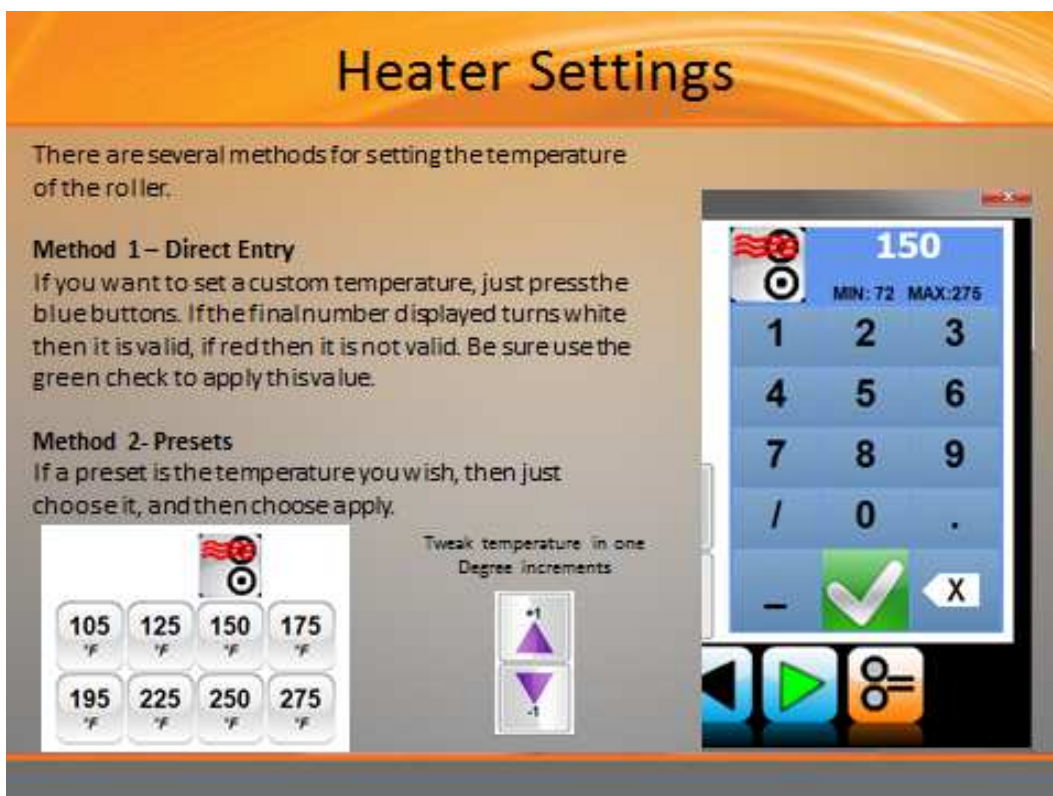 Heater Settings
There are several methods for setting the temperature
of the roller.
Method 1 – Direct Entry
If you want to set a custom temperature, just press the
blue buttons. If the final number displayed turns white
then it is valid, if red then it is not valid. Be sure use the
green check to apply this value.
Method 2- Presets
If a preset is the temperature you wish, then just
choose it, and then choose apply.
105 125 150 175
°F °F °F °F
195 225 250 275
°F °F °F °F
Tweak temperature in one
Degree increments
+1
-1
150
MIN: 72 MAX:275
1 2 3
4 5 6
7 8 9
/ 0 .
_ X